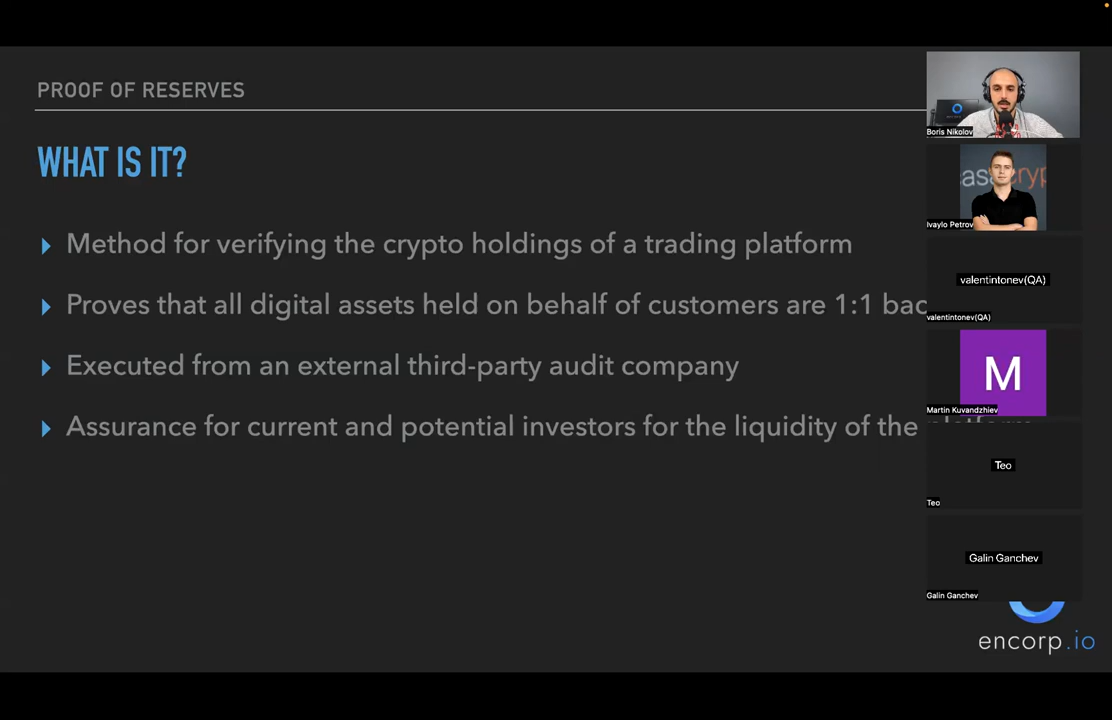 PROOF OF RESERVES
WHAT IS IT?
Method for verifying the crypto holdings of a trading platform
Proves that all digital assets held on behalf of customers are 1:1 bac
Executed from an external third-party audit company
Assurance for current and potential investors for the liquidity of the platform
Boris Nikolov
Ivaylo Petrov
valentintonev(QA)
valentintonev(QA)
M
Martin Kuvandzhiev
Teo
Teo
Galin Ganchev
Galin Ganchev
encorp.io